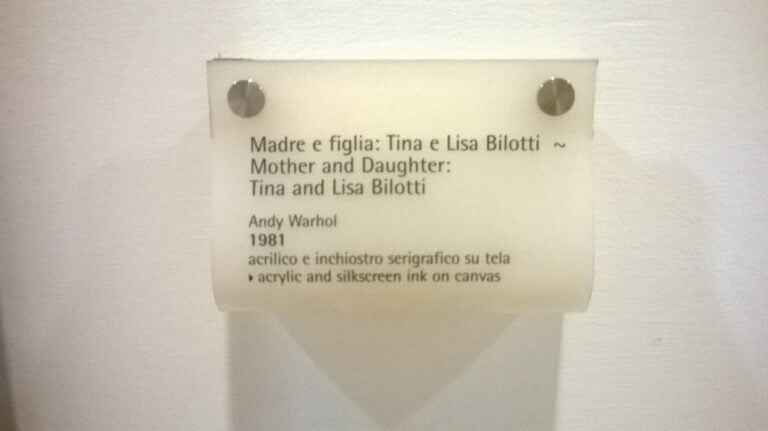 Madre e figlia: Tina e Lisa Bilotti ~
Mother and Daughter:
Tina and Lisa Bilotti
Andy Warhol
1981
acrilico e inchiostro serigrafico su tela
▸ acrylic and silkscreen ink on canvas